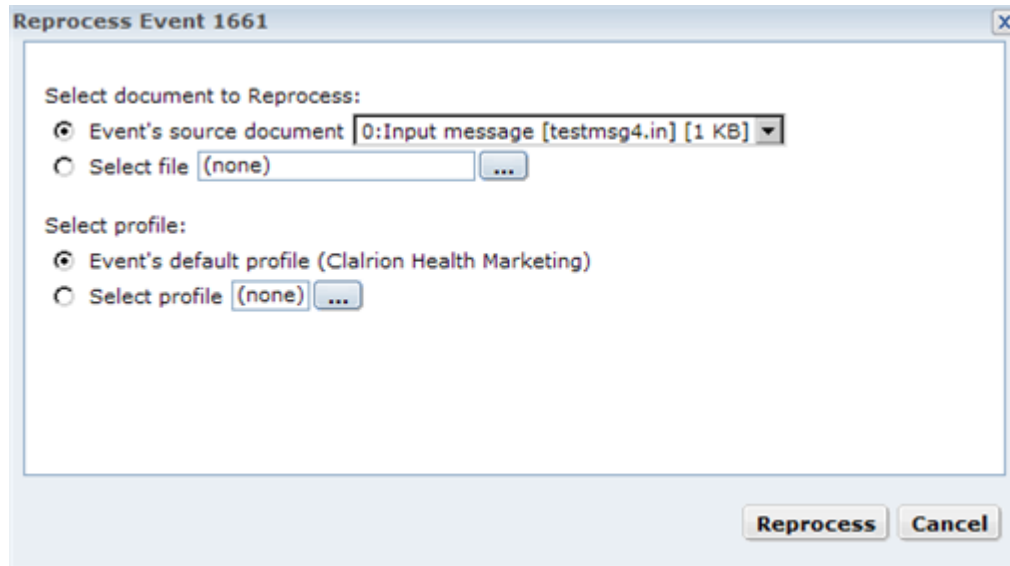 Reprocess Event 1661
X
Select document to Reprocess:
Event's source document 0:Input message [testmsg4.in] [1 KB]
Select file (none) ...
Select profile:
Event's default profile (Clalrion Health Marketing)
Select profile (none) ...
Reprocess Cancel